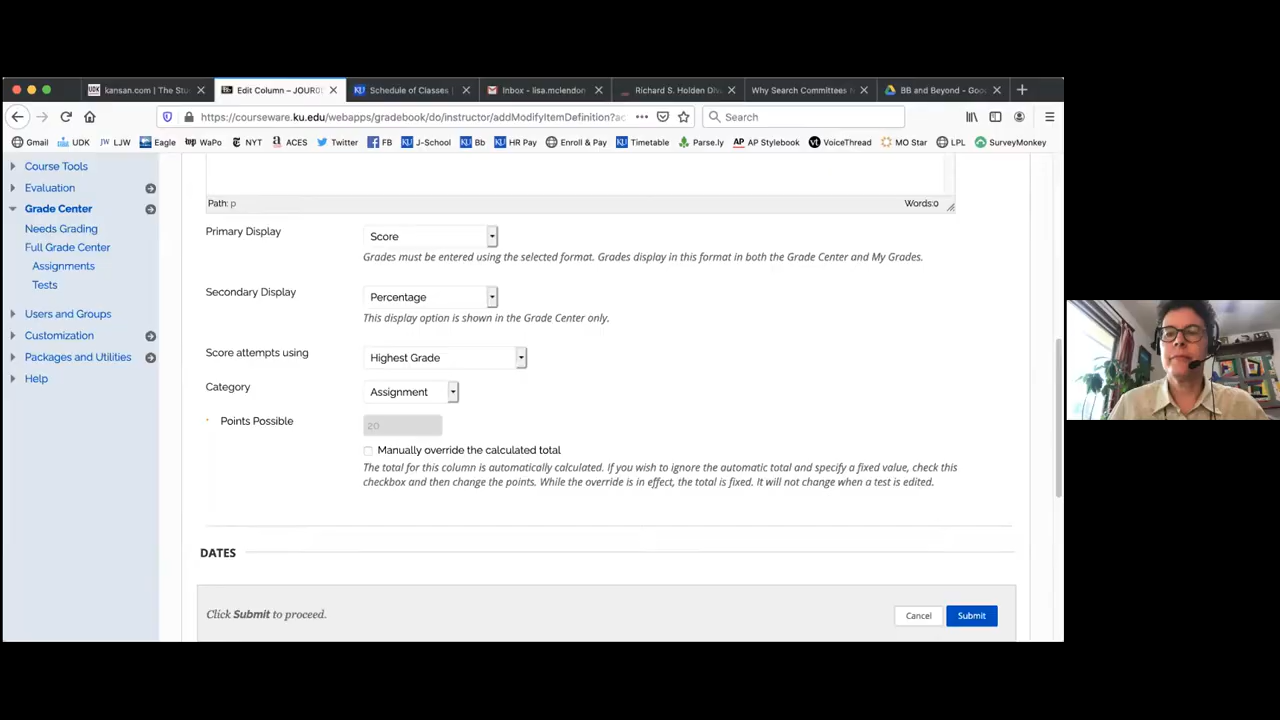 kansan.com | The Stu
Edit Column – JOUR0
Schedule of Classes |
Inbox - lisa.mclendon
Richard S. Holden Div
Why Search Committees N
BB and Beyond - Goo
https://courseware.ku.edu/webapps/gradebook/do/instructor/addModifyItemDefinition?ac
Search
Gmail
UDK
LJW
Eagle
WaPo
NYT
ACES
Twitter
FB
J-School
Bb
HR Pay
Enroll & Pay
Timetable
Parse.ly
AP Stylebook
VoiceThread
MO Star
LPL
SurveyMonkey
Course Tools
Evaluation
Grade Center
Needs Grading
Full Grade Center
Assignments
Tests
Users and Groups
Customization
Packages and Utilities
Help
Path: p
Words:0
Primary Display
Score
Grades must be entered using the selected format. Grades display in this format in both the Grade Center and My Grades.
Secondary Display
Percentage
This display option is shown in the Grade Center only.
Score attempts using
Highest Grade
Category
Assignment
Points Possible
20
Manually override the calculated total
The total for this column is automatically calculated. If you wish to ignore the automatic total and specify a fixed value, check this
checkbox and then change the points. While the override is in effect, the total is fixed. It will not change when a test is edited.
DATES
Click Submit to proceed.
Cancel
Submit